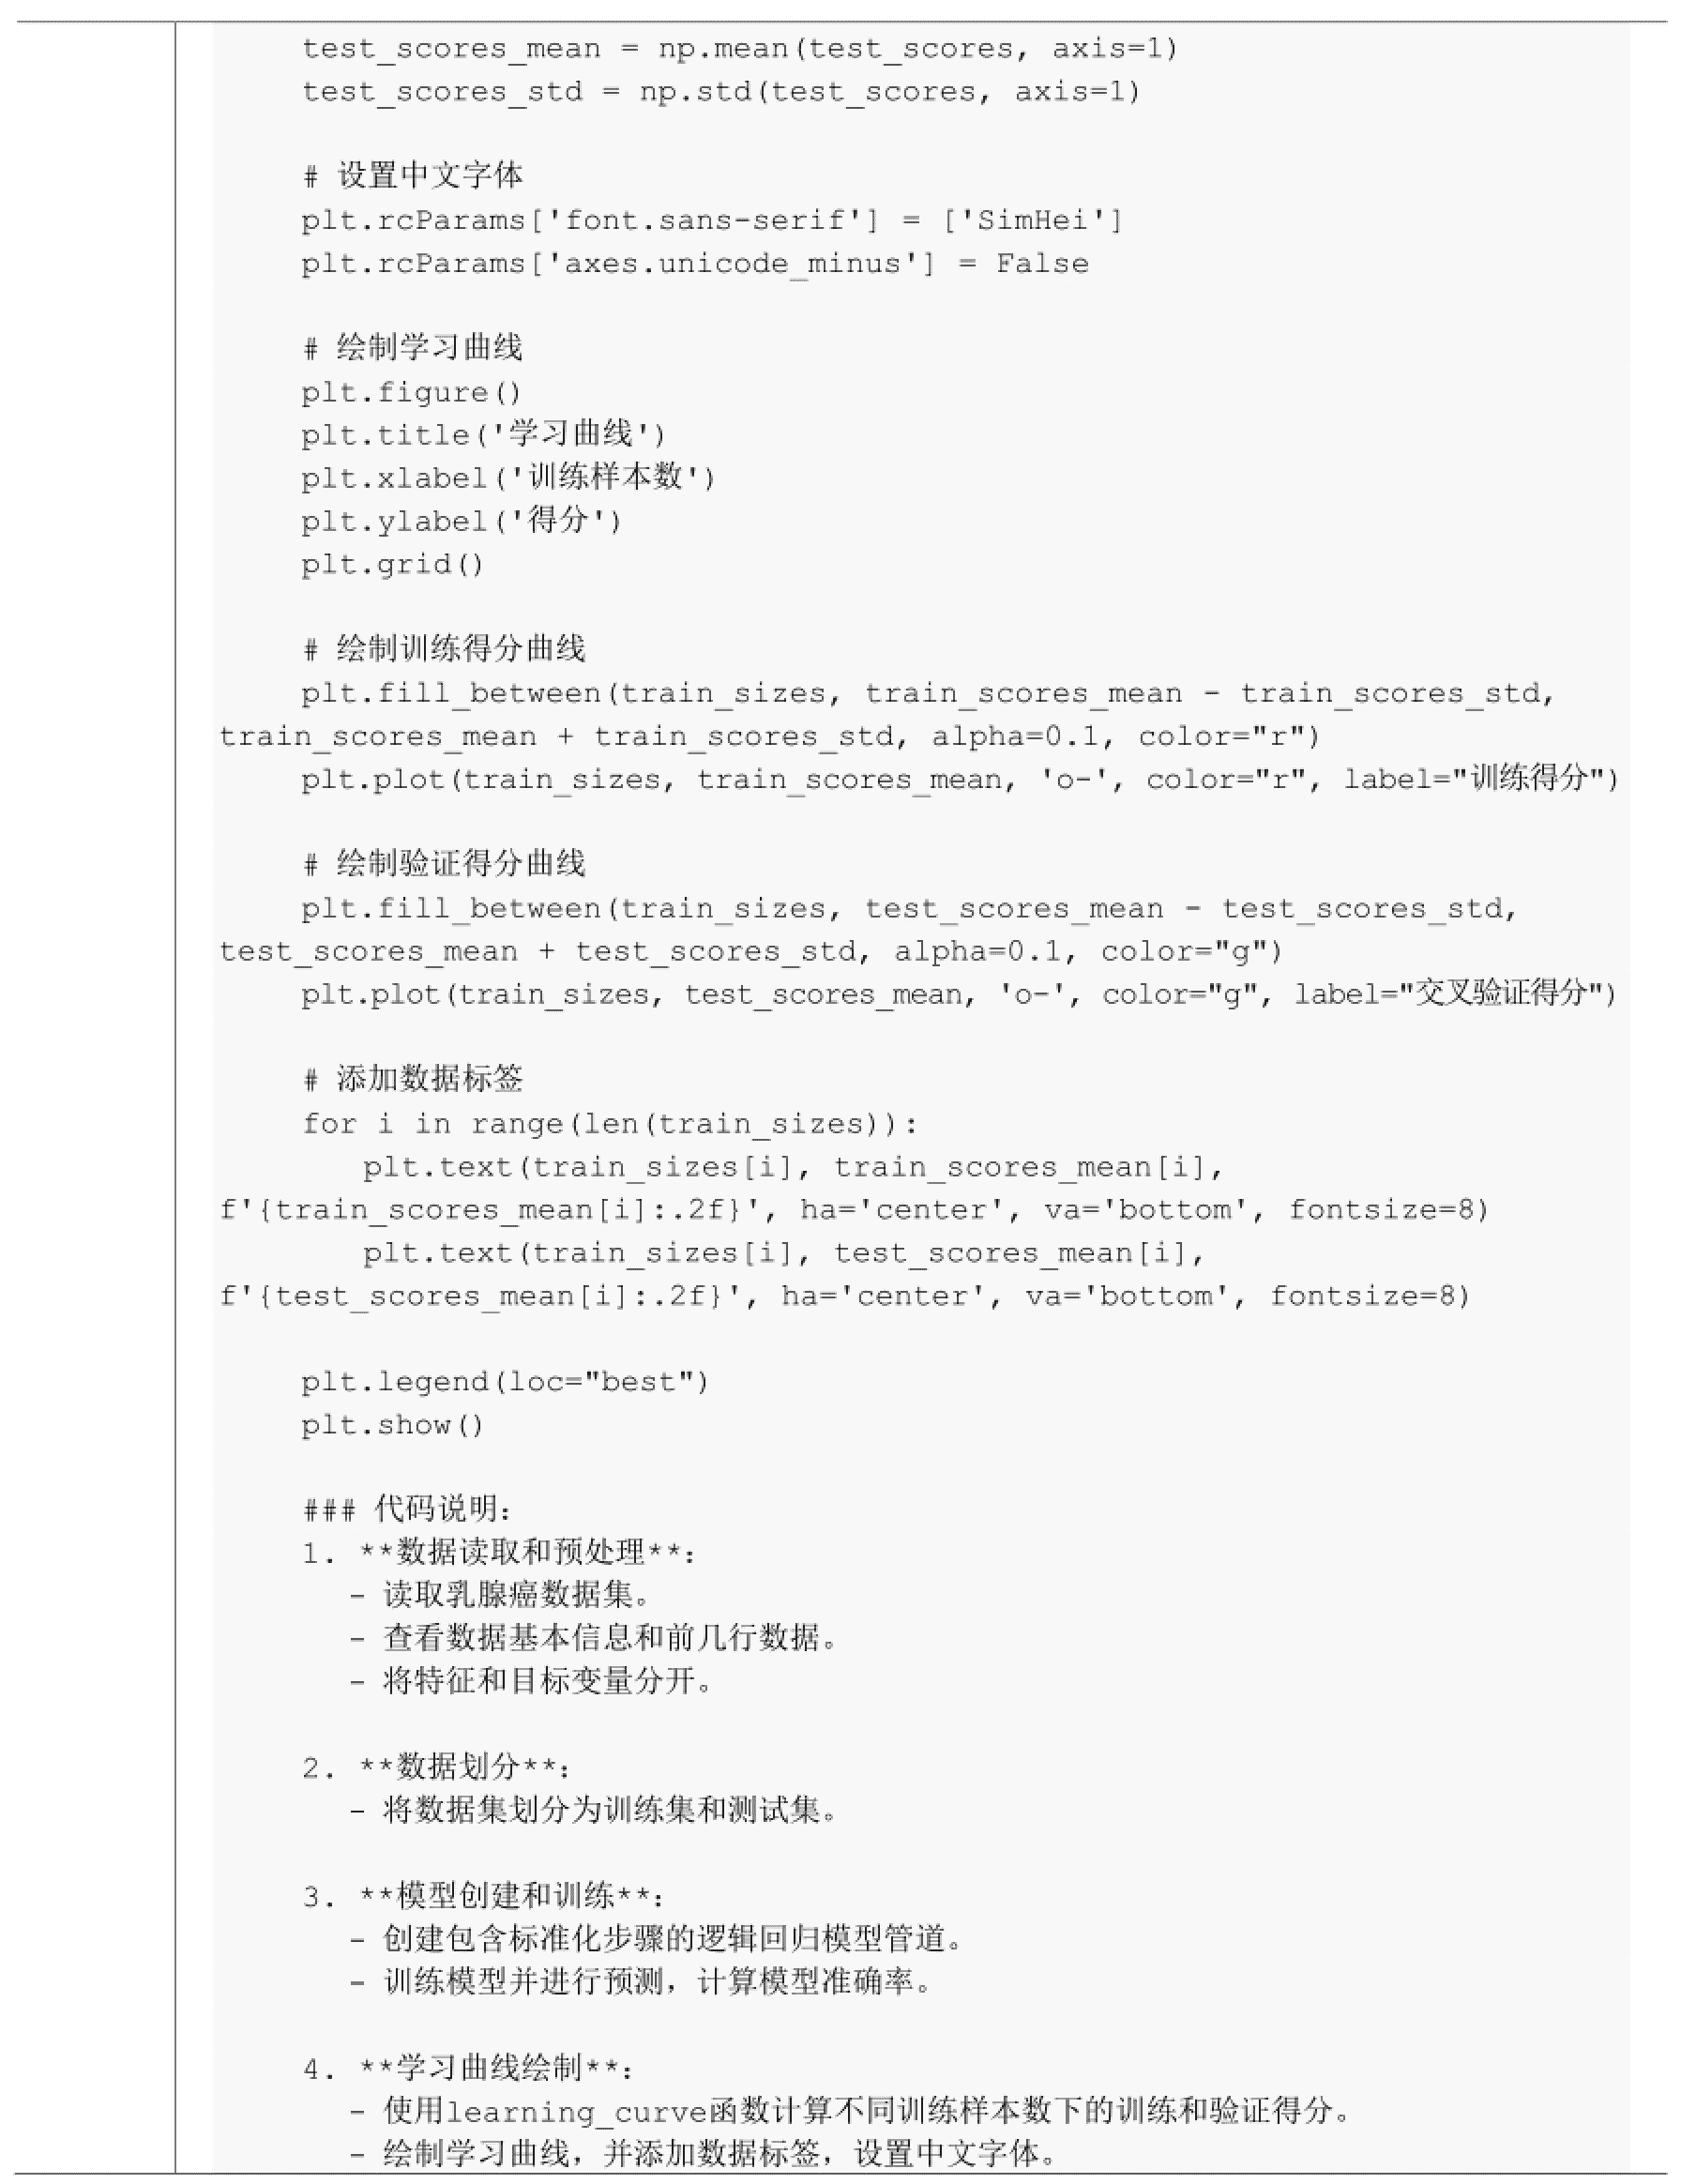 test_scores_mean = np.mean(test_scores, axis=1)
test_scores_std = np.std(test_scores, axis=1)
# 设置中文字体
plt.rcParams['font.sans-serif'] = ['SimHei']
plt.rcParams['axes.unicode_minus'] = False
# 绘制学习曲线
plt.figure()
plt.title('学习曲线')
plt.xlabel('训练样本数')
plt.ylabel('得分')
plt.grid()
# 绘制训练得分曲线
plt.fill_between(train_sizes, train_scores_mean - train_scores_std,
train_scores_mean + train_scores_std, alpha=0.1, color="r")
plt.plot(train_sizes, train_scores_mean, 'o-', color="r", label="训练得分")
# 绘制验证得分曲线
plt.fill_between(train_sizes, test_scores_mean - test_scores_std,
test_scores_mean + test_scores_std, alpha=0.1, color="g")
plt.plot(train_sizes, test_scores_mean, 'o-', color="g", label="交叉验证得分")
# 添加数据标签
for i in range(len(train_sizes)):
plt.text(train_sizes[i], train_scores_mean[i],
f'{train_scores_mean[i]:.2f}', ha='center', va='bottom', fontsize=8)
plt.text(train_sizes[i], test_scores_mean[i],
f'{test_scores_mean[i]:.2f}', ha='center', va='bottom', fontsize=8)
plt.legend(loc="best")
plt.show()
### 代码说明：
1. **数据读取和预处理**：
- 读取乳腺癌数据集。
- 查看数据基本信息和前几行数据。
- 将特征和目标变量分开。
2. **数据划分**：
- 将数据集划分为训练集和测试集。
3. **模型创建和训练**：
- 创建包含标准化步骤的逻辑回归模型管道。
- 训练模型并进行预测，计算模型准确率。
4. **学习曲线绘制**：
- 使用learning_curve函数计算不同训练样本数下的训练和验证得分。
- 绘制学习曲线，并添加数据标签，设置中文字体。